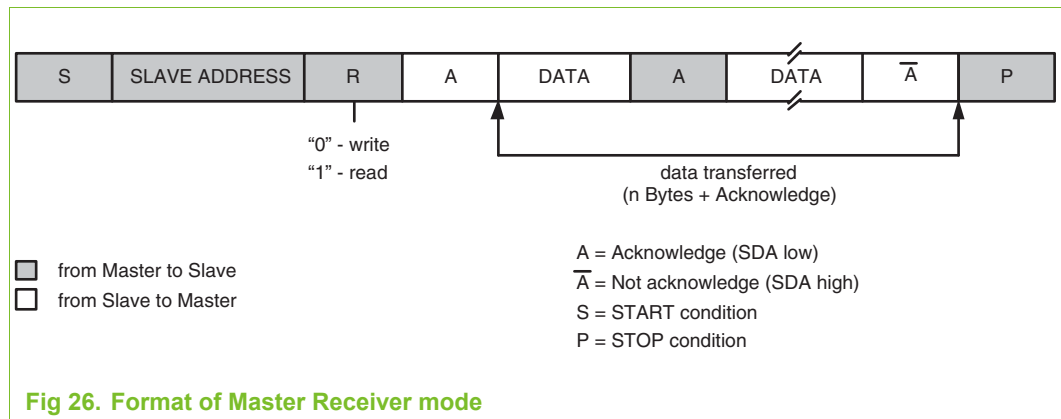 S SLAVE ADDRESS R A DATA A DATA A̅ P
“0” - write
“1” - read
data transferred
(n Bytes + Acknowledge)
from Master to Slave
from Slave to Master
A = Acknowledge (SDA low)
A̅ = Not acknowledge (SDA high)
S = START condition
P = STOP condition
Fig 26. Format of Master Receiver mode